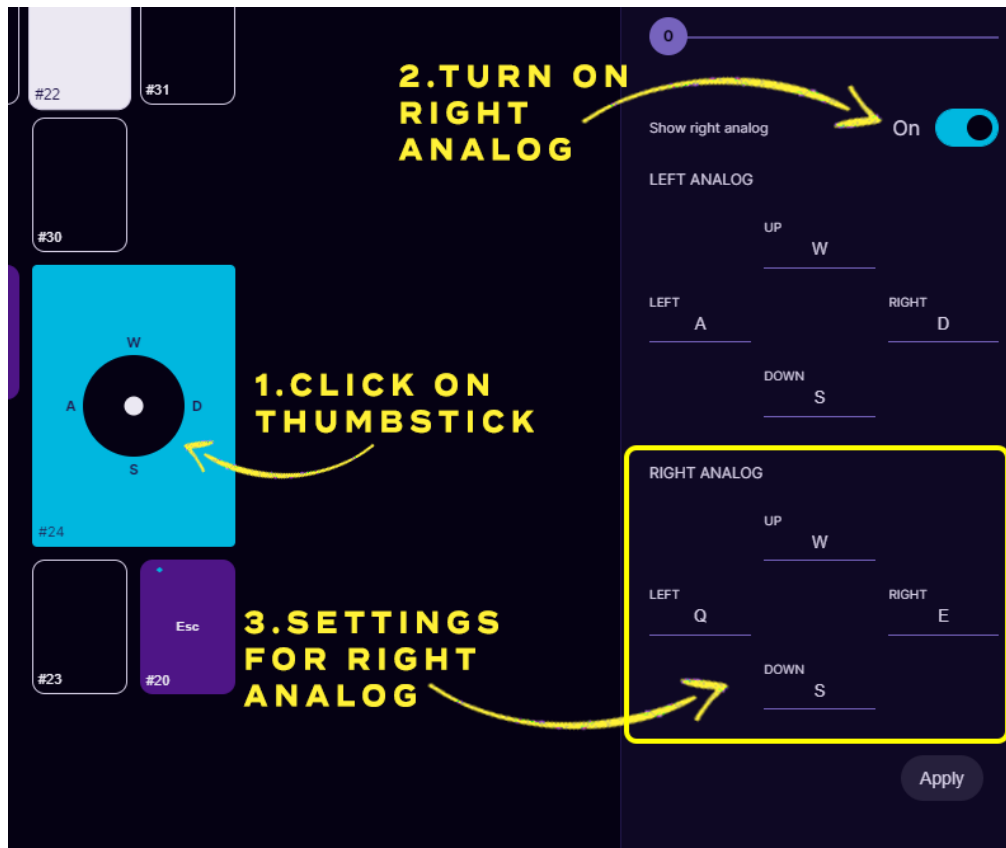 #22
#31
#30
W
A
D
S
#24
#23
Esc
#20
1.CLICK ON
THUMBSTICK
2.TURN ON
RIGHT
ANALOG
3.SETTINGS
FOR RIGHT
ANALOG
0
Show right analog
On
LEFT ANALOG
UP
W
LEFT
A
RIGHT
D
DOWN
S
RIGHT ANALOG
UP
W
LEFT
Q
RIGHT
E
DOWN
S
Apply